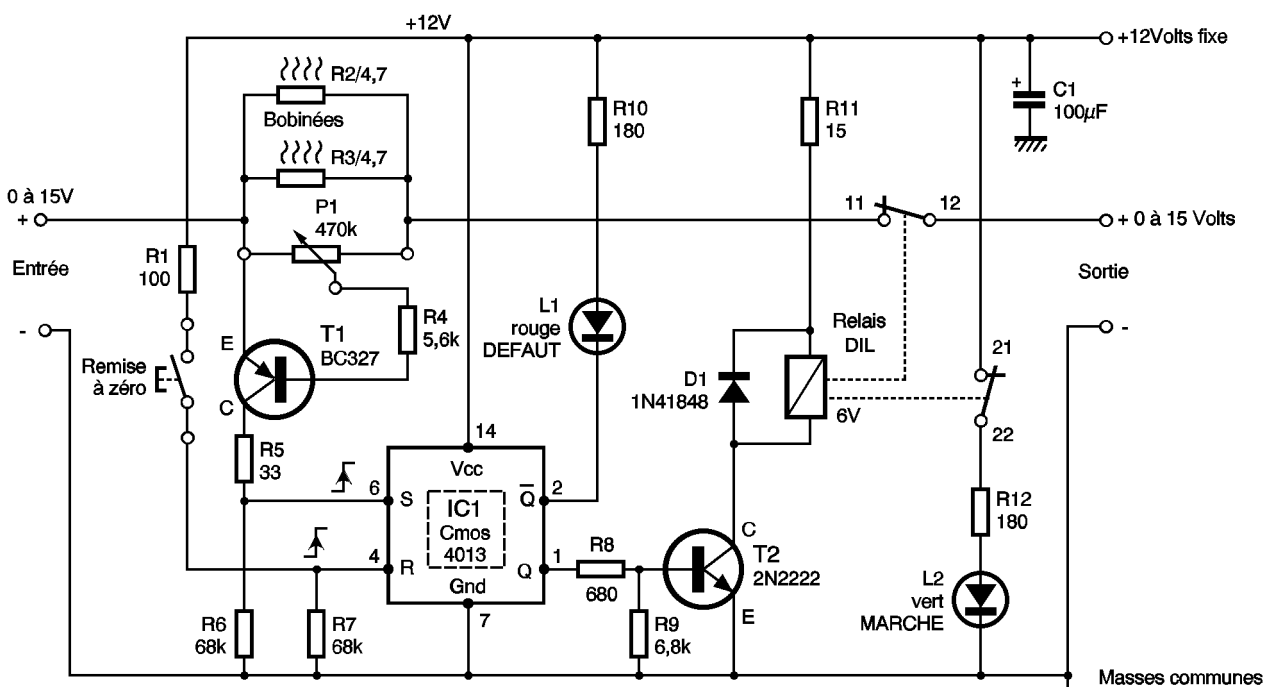 +12V
+12Volts fixe
R2/4,7
Bobinées
R3/4,7
R10
180
R11
15
+
C1
100µF
0 à 15V
+
P1
470k
11
12
+ 0 à 15 Volts
R1
100
Entrée
Sortie
-
-
R4
5,6k
L1
rouge
DEFAUT
Relais
DIL
E
T1
BC327
C
Remise
à zéro
D1
1N41848
6V
21
22
R5
33
14
Vcc
6
S
Q
2
IC1
Cmos
4013
4
R
Q
1
Gnd
7
R8
680
C
T2
2N2222
E
R12
180
L2
vert
MARCHE
R6
68k
R7
68k
R9
6,8k
Masses communes